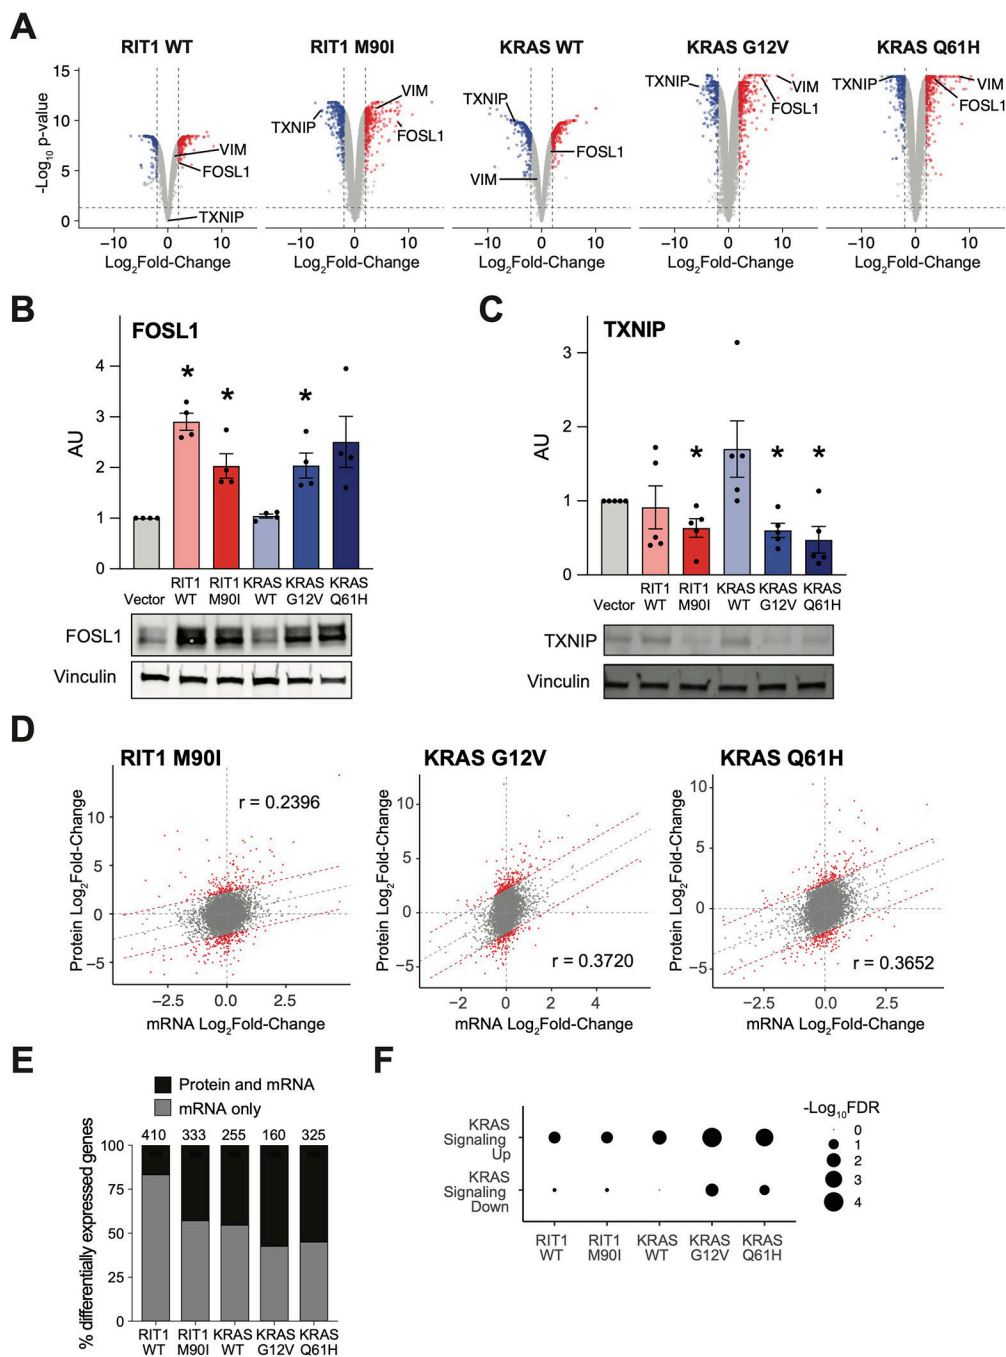 A
RIT1 WT
RIT1 M90I
KRAS WT
KRAS G12V
KRAS Q61H
-Log10 p-value
15
10
5
0
VIM
FOSL1
TXNIP
TXNIP
VIM
FOSL1
TXNIP
FOSL1
VIM
TXNIP
VIM
FOSL1
TXNIP
VIM
FOSL1
−10 0 10
−10 0 10
−10 0 10
−10 0 10
−10 0 10
Log2Fold-Change
Log2Fold-Change
Log2Fold-Change
Log2Fold-Change
Log2Fold-Change
B
FOSL1
AU
4
3
2
1
0
* * *
Vector
RIT1 WT
RIT1 M90I
KRAS WT
KRAS G12V
KRAS Q61H
FOSL1
Vinculin
C
TXNIP
AU
3
2
1
0
* * *
Vector
RIT1 WT
RIT1 M90I
KRAS WT
KRAS G12V
KRAS Q61H
TXNIP
Vinculin
D
RIT1 M90I
Protein Log2Fold-Change
10
5
0
−5
r = 0.2396
−2.5 0.0 2.5
mRNA Log2Fold-Change
KRAS G12V
Protein Log2Fold-Change
10
5
0
−5
r = 0.3720
−2 0 2 4
mRNA Log2Fold-Change
KRAS Q61H
Protein Log2Fold-Change
10
5
0
−5
r = 0.3652
−2.5 0.0 2.5
mRNA Log2Fold-Change
E
Protein and mRNA
mRNA only
410 333 255 160 325
410 333 255 160 325
% differentially expressed genes
100
75
50
25
0
RIT1 WT
RIT1 M90I
KRAS WT
KRAS G12V
KRAS Q61H
F
KRAS
Signaling
Up
KRAS
Signaling
Down
RIT1 WT
RIT1 M90I
KRAS WT
KRAS G12V
KRAS Q61H
-Log10FDR
0
1
2
3
4